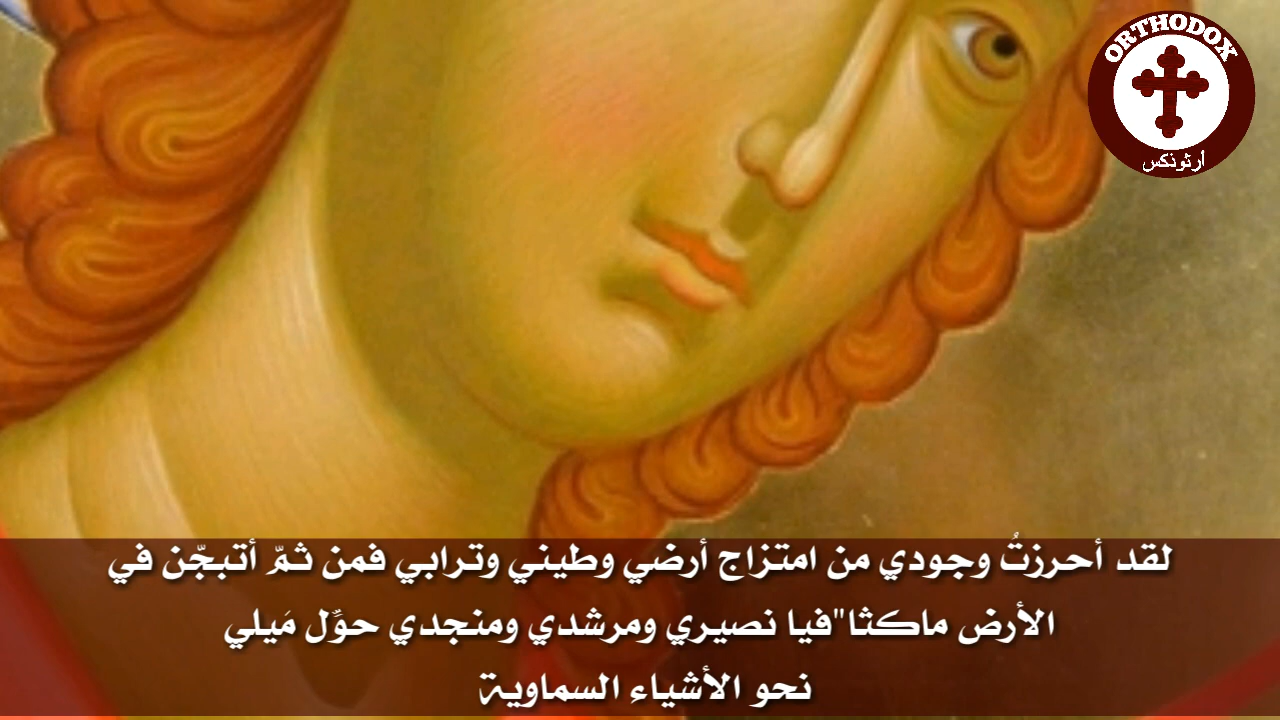 ORTHODOX
أرثوذكس
لقد أحرزتُ وجودي من امتزاج أرضي وطيني وترابي فمن ثمّ أتبجّن في
الأرض ماكثا"فيا نصيري ومرشدي ومنجدي حوِّل مَيلي
نحو الأشياء السماوية